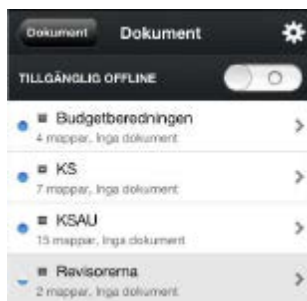 Dokument Dokument
TILLGÄNGLIG OFFLINE
Budgetberedningen
4 mappar, Inga dokument
KS
7 mappar, Inga dokument
KSAU
15 mappar, Inga dokument
Revisorerna
2 mappar, Inga dokument